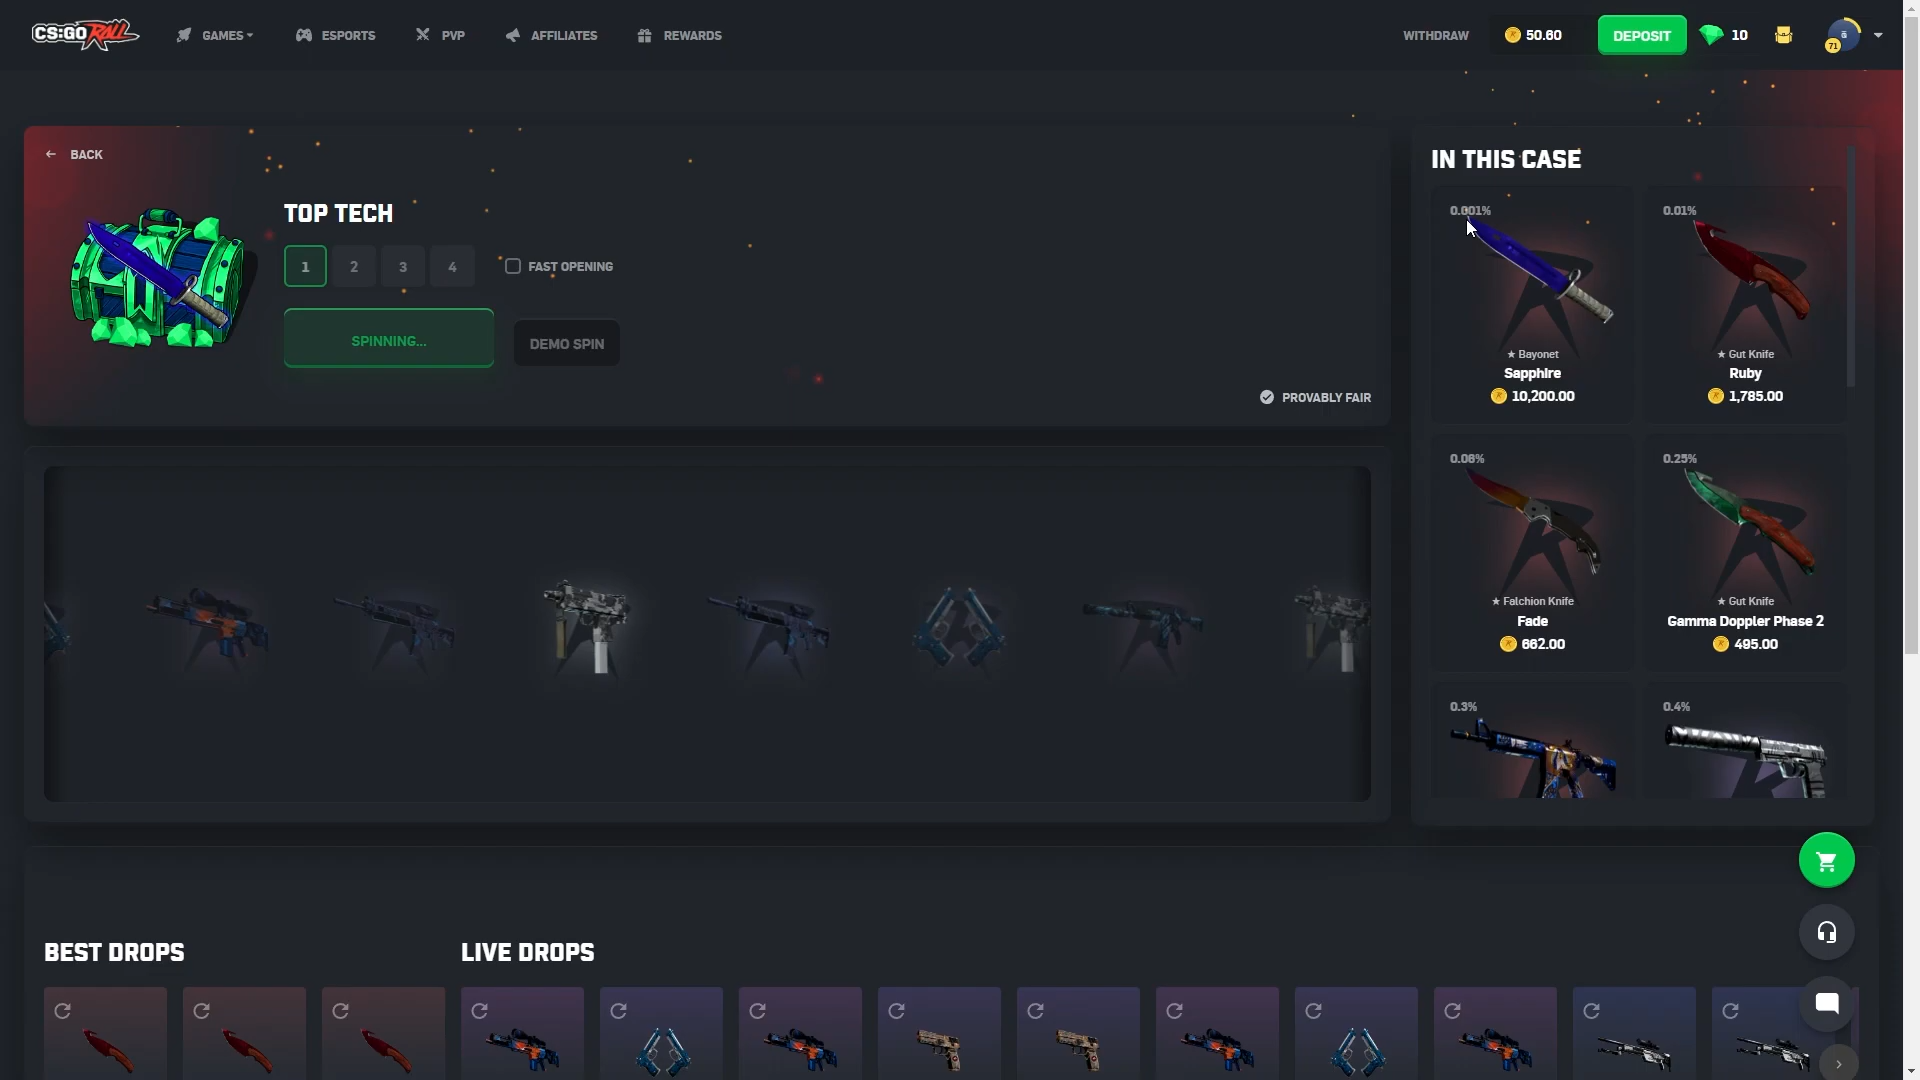 CS:GO ROLL
GAMES
ESPORTS
PVP
AFFILIATES
REWARDS
WITHDRAW
50.60
DEPOSIT
10
71
BACK
TOP TECH
1
2
3
4
FAST OPENING
SPINNING...
DEMO SPIN
PROVABLY FAIR
IN THIS CASE
0.001%
★ Bayonet
Sapphire
10,200.00
0.01%
★ Gut Knife
Ruby
1,785.00
0.06%
★ Falchion Knife
Fade
662.00
0.25%
★ Gut Knife
Gamma Doppler Phase 2
495.00
0.3%
0.4%
BEST DROPS
LIVE DROPS